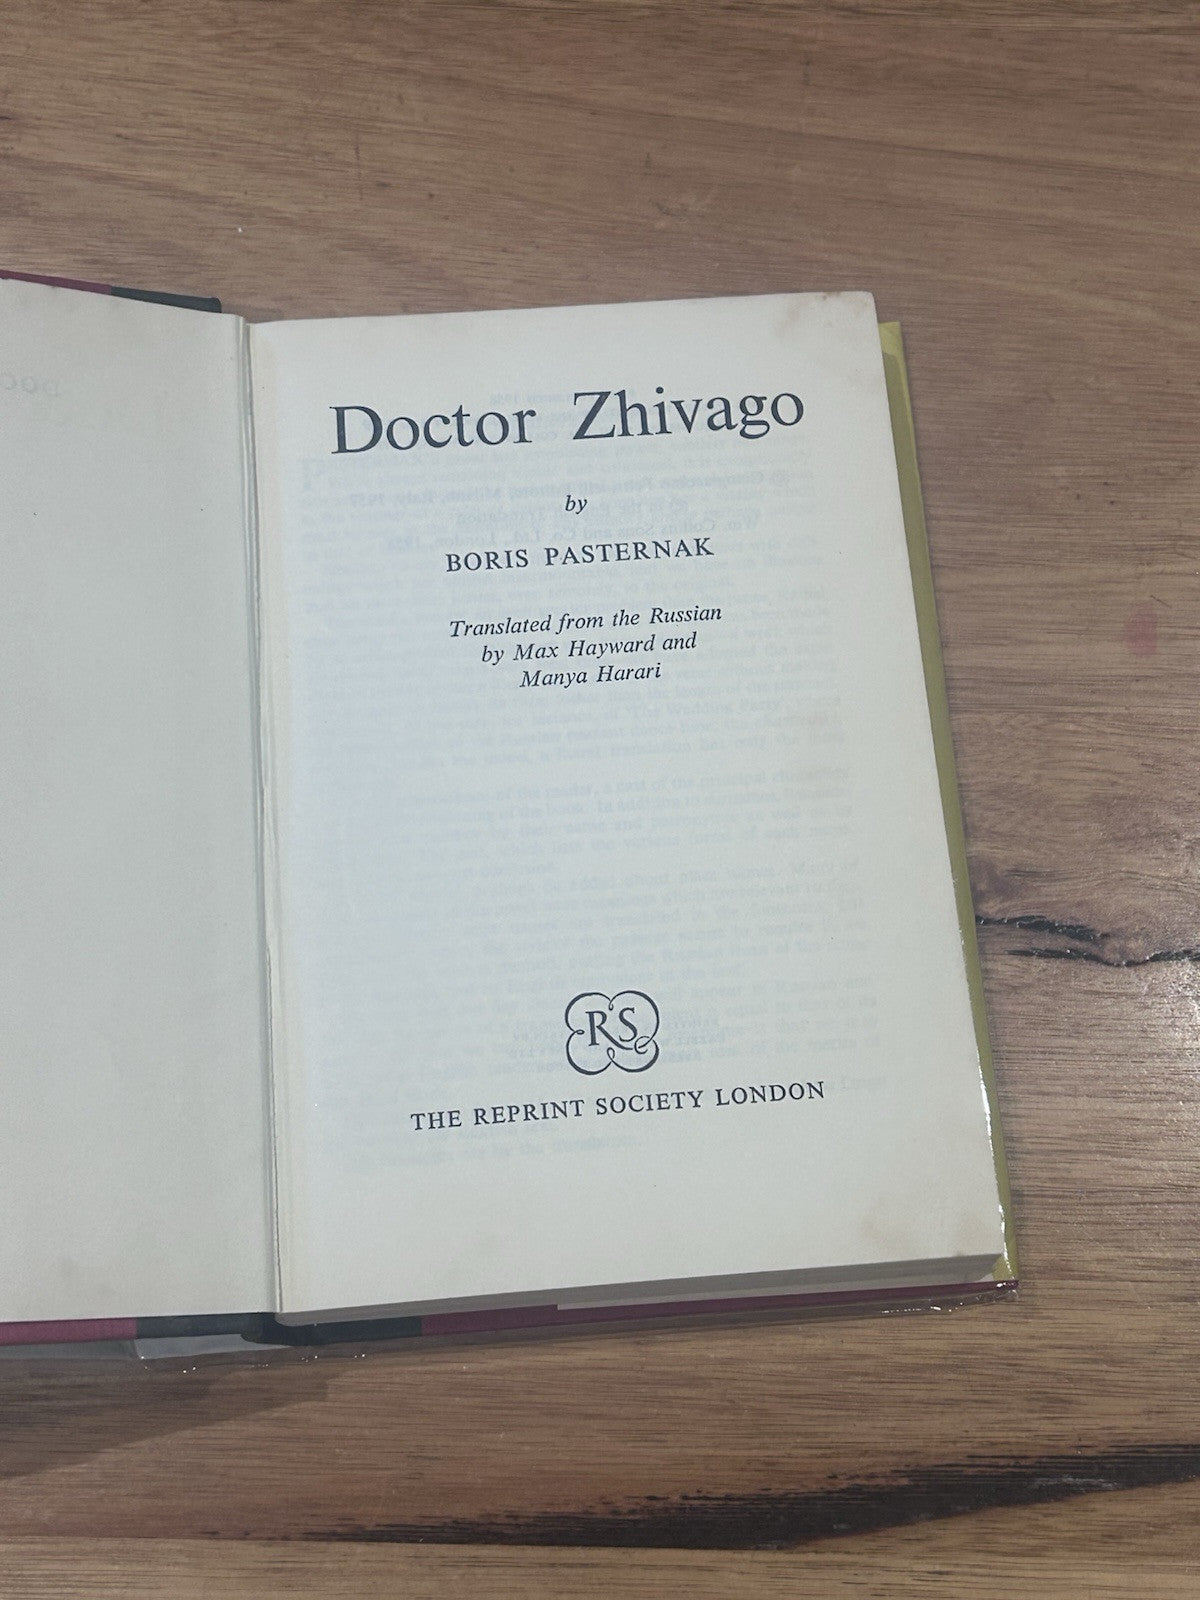 Doctor Zhivago
by
BORIS PASTERNAK
Translated from the Russian
by Max Hayward and
Manya Harari
RS
THE REPRINT SOCIETY LONDON